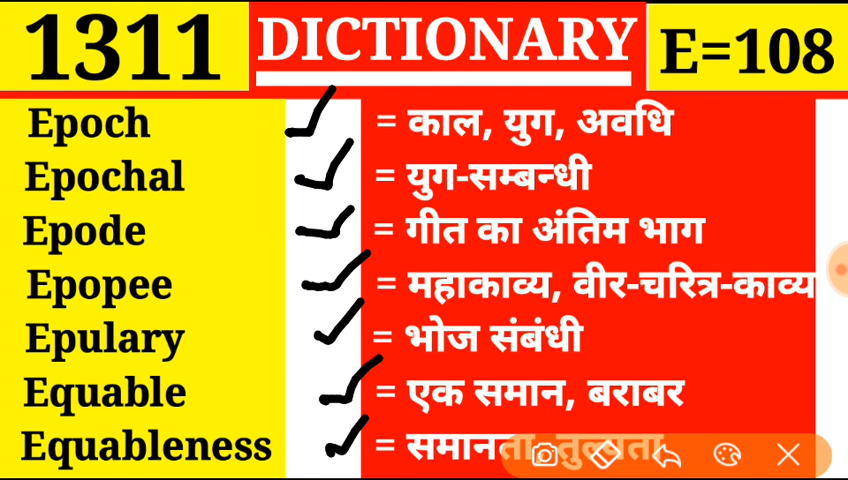 1311 DICTIONARY E=108
Epoch = काल, युग, अवधि
Epochal = युग-सम्बन्धी
Epode = गीत का अंतिम भाग
Epopee = महाकाव्य, वीर-चरित्र-काव्य
Epulary = भोज संबंधी
Equable = एक समान, बराबर
Equableness = समानता, तुल्यता